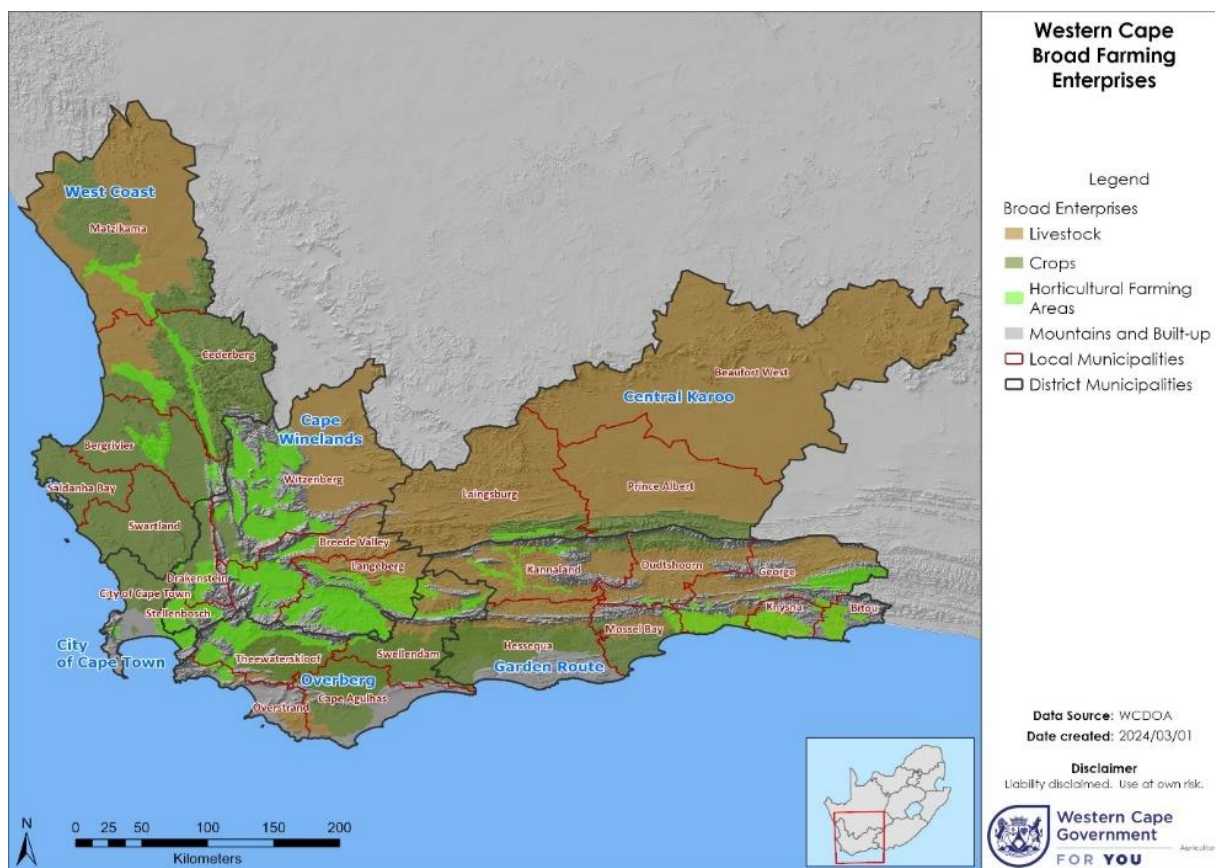 Western Cape
Broad Farming
Enterprises
Legend
Broad Enterprises
Livestock
Crops
Horticultural Farming
Areas
Mountains and Built-up
Local Municipalities
District Municipalities
West Coast
Matzikama
Cederberg
Beaufort West
Central Karoo
Cape
Winelands
Bergrivier
Witzenberg
Saldanha Bay
Laingsburg
Prince Albert
Swartland
Breede Valley
Langeberg
Kannaland
Oudtshoorn
George
Drakenstein
City of Cape Town
Stellenbosch
Knysna
Bitou
Mossel Bay
City
of Cape Town
Theewaterskloof
Swellendam
Hessequa
Garden Route
Overberg
Cape Agulhas
Overstrand
N
0 25 50 100 150 200
Kilometers
Data Source: WCDOA
Date created: 2024/03/01
Disclaimer
Liability disclaimed. Use at own risk.
Western Cape
Government
Agriculture
FOR YOU